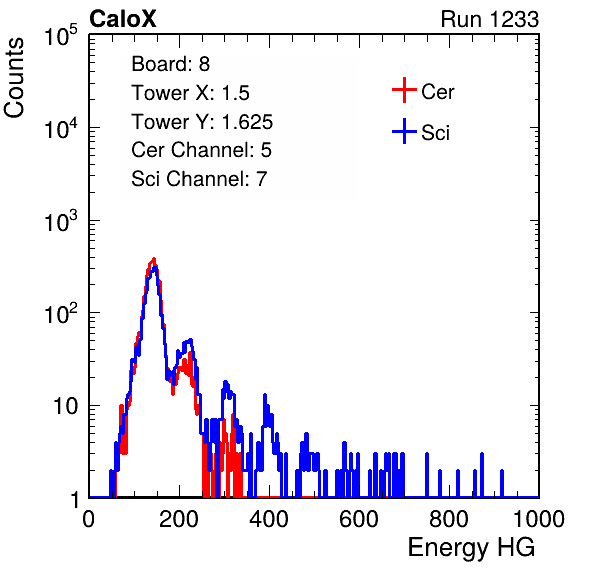 CaloX Run 1233
Counts
Board: 8
Tower X: 1.5
Tower Y: 1.625
Cer Channel: 5
Sci Channel: 7
Cer
Sci
10^5
10^4
10^3
10^2
10
1
0 200 400 600 800 1000
Energy HG